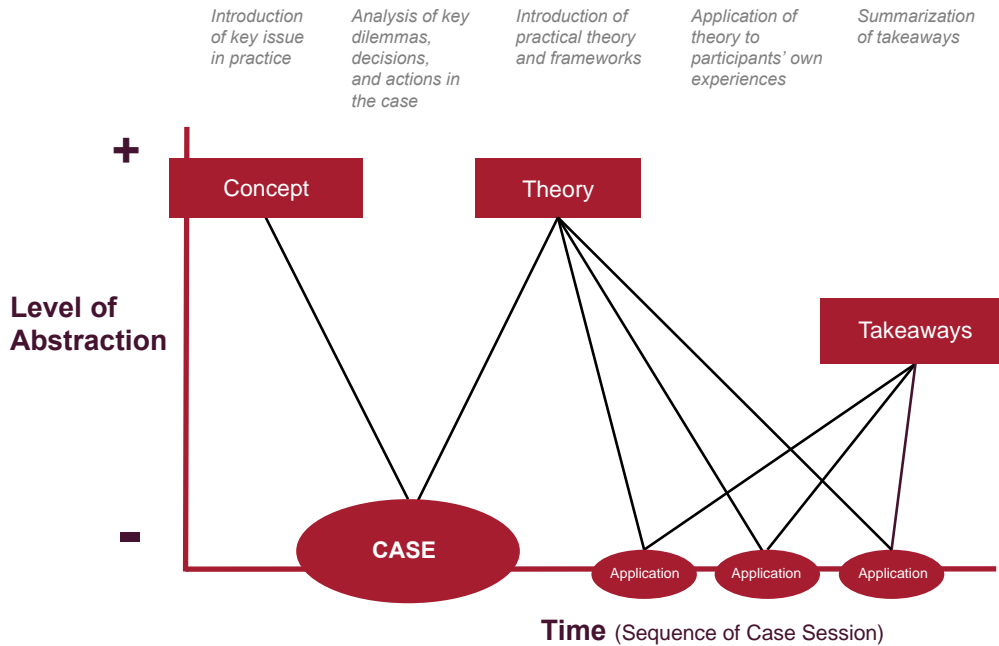 Introduction
of key issue
in practice
Analysis of key
dilemmas,
decisions,
and actions in
the case
Introduction of
practical theory
and frameworks
Application of
theory to
participants' own
experiences
Summarization
of takeaways
+
Concept
Theory
Level of
Abstraction
Takeaways
-
CASE
Application
Application
Application
Time (Sequence of Case Session)